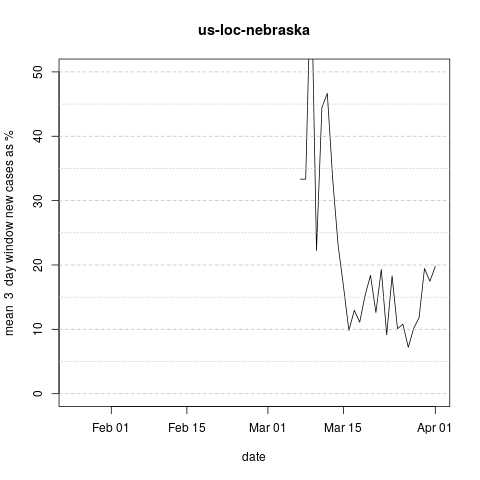 us-loc-nebraska
mean 3 day window new cases as %
50
40
30
20
10
0
Feb 01
Feb 15
Mar 01
Mar 15
Apr 01
date